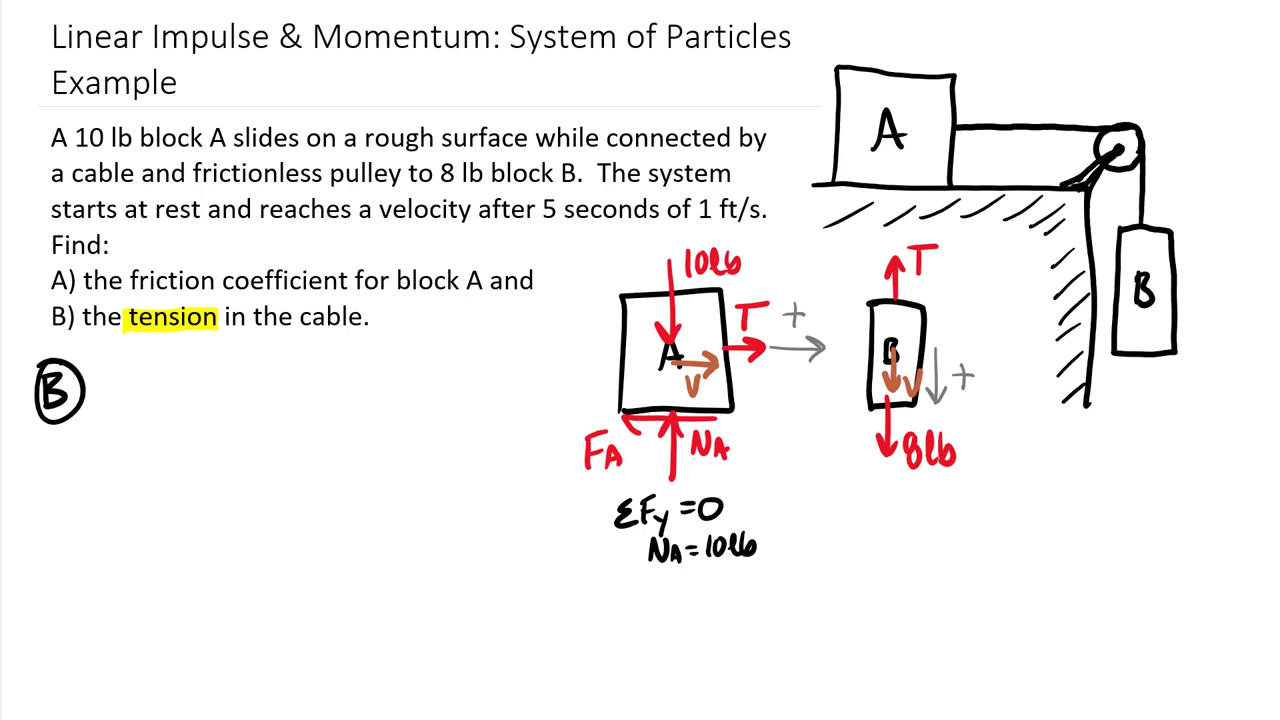 Linear Impulse & Momentum: System of Particles
Example
A 10 lb block A slides on a rough surface while connected by
a cable and frictionless pulley to 8 lb block B. The system
starts at rest and reaches a velocity after 5 seconds of 1 ft/s.
Find:
A) the friction coefficient for block A and
B) the tension in the cable.
B
A
B
10lb
T
+
A
V
FA
NA
T
B
V
+
8lb
ΣFy=0
NA=10lb